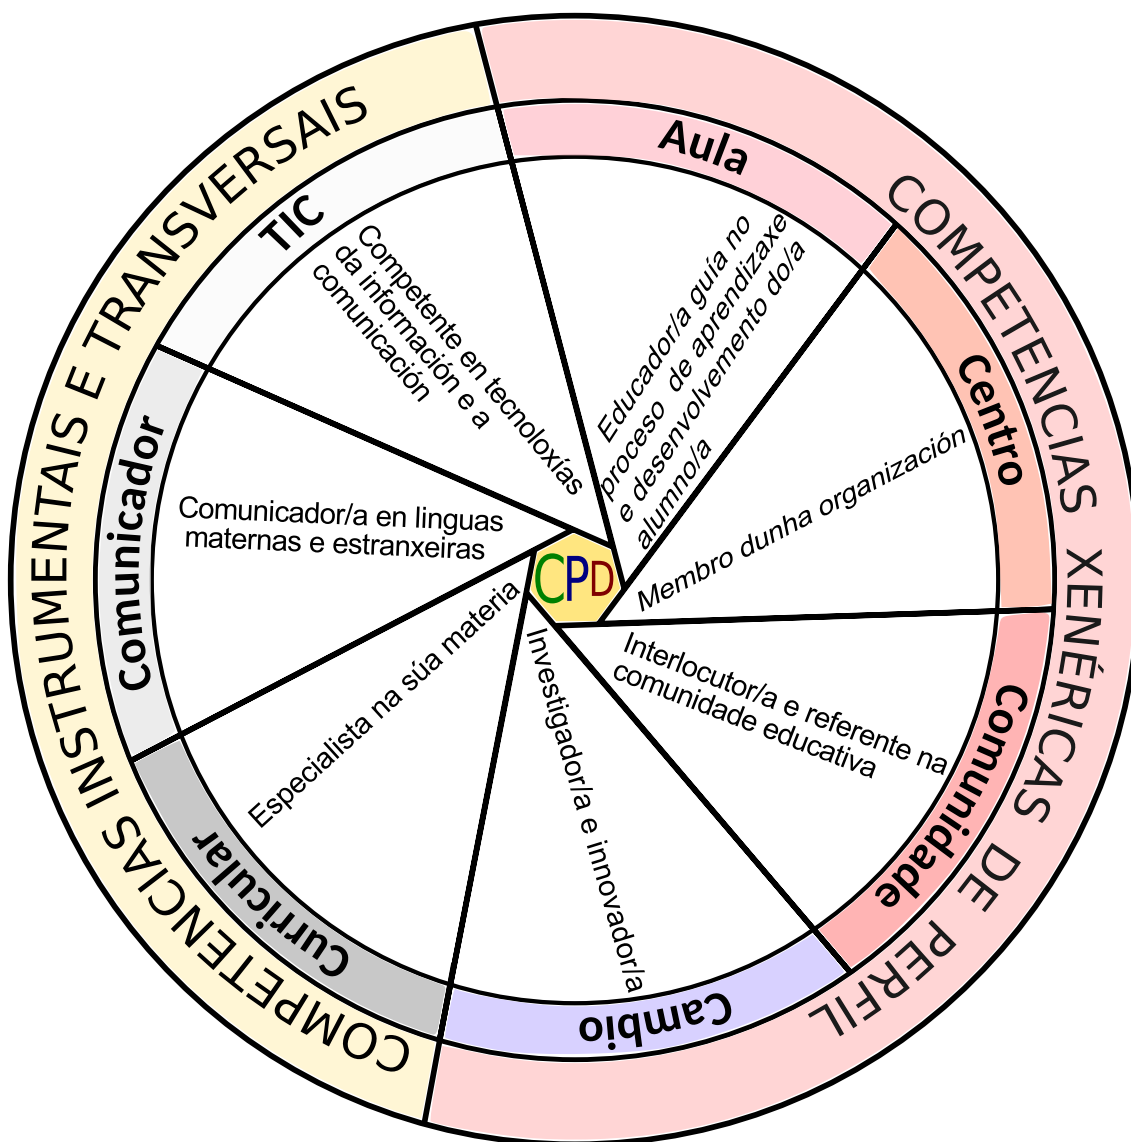 COMPETENCIAS INSTRUMENTAIS E TRANSVERSAIS
COMPETENCIAS XENÉRICAS DE PERFIL
Aula
Educador/a guía no
proceso de aprendizaxe
e desenvolvemento do/a
alumno/a
Centro
Membro dunha organización
Comunidade
Interlocutor/a e referente na
comunidade educativa
Cambio
Investigador/a e innovador/a
Curricular
Especialista na súa materia
Comunicador
Comunicador/a en linguas
maternas e estranxeiras
TIC
Competente en tecnoloxías
da información e a
comunicación
CPD